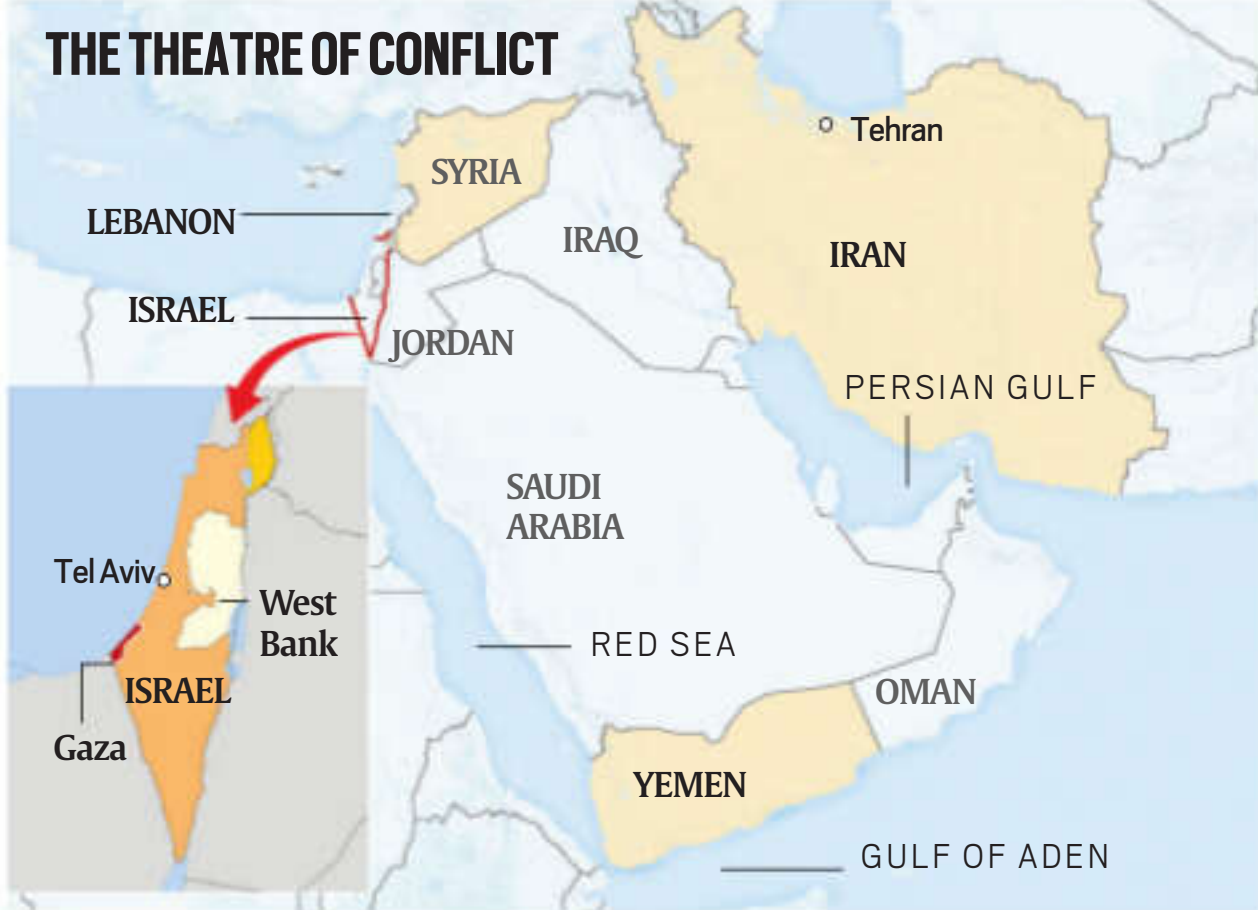 THE THEATRE OF CONFLICT
Tehran
SYRIA
LEBANON
IRAQ
IRAN
ISRAEL
JORDAN
PERSIAN GULF
SAUDI
ARABIA
Tel Aviv
West
Bank
RED SEA
ISRAEL
OMAN
Gaza
YEMEN
GULF OF ADEN